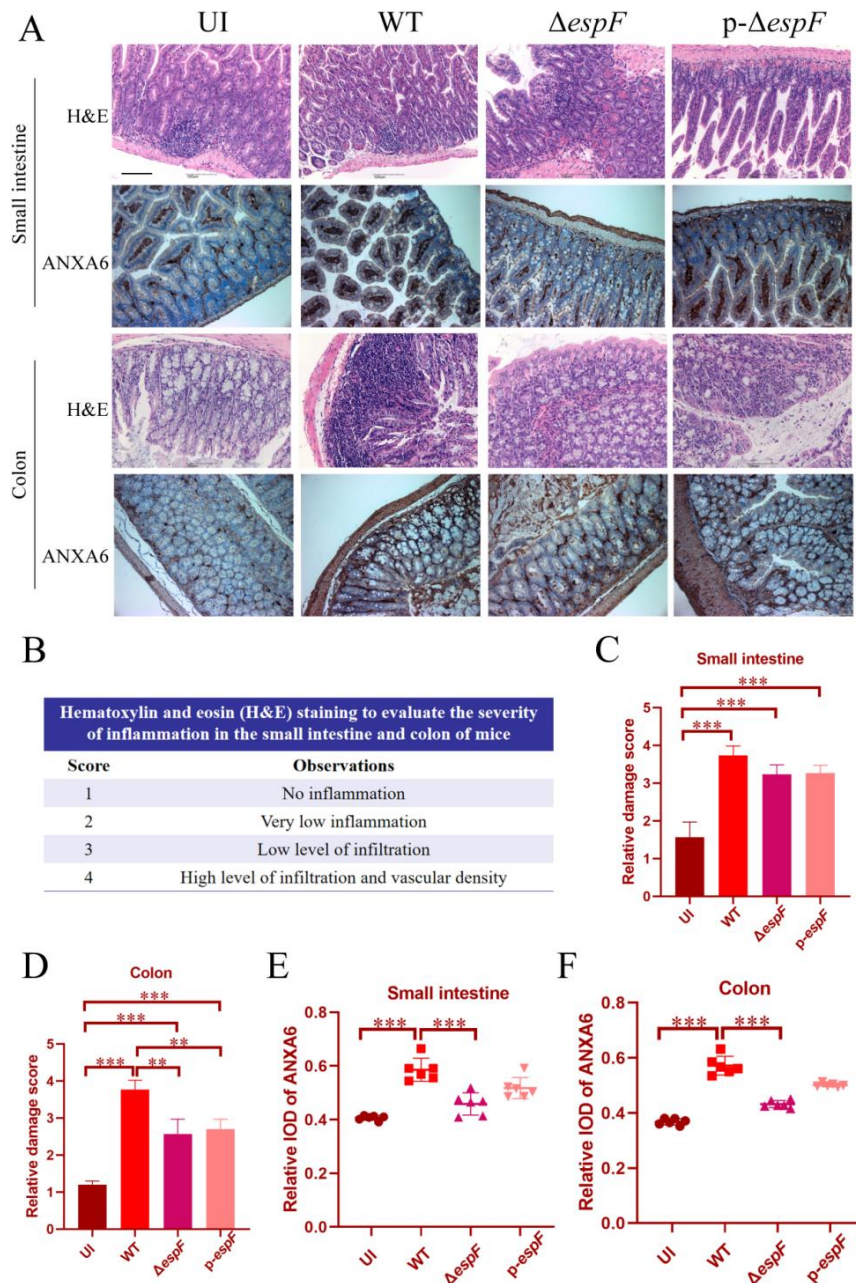 A
UI
WT
ΔespF
p-ΔespF
Small intestine
H&E
ANXA6
Colon
H&E
ANXA6
B
Hematoxylin and eosin (H&E) staining to evaluate the severity
of inflammation in the small intestine and colon of mice
Score Observations
1 No inflammation
2 Very low inflammation
3 Low level of infiltration
4 High level of infiltration and vascular density
C
Small intestine
***
***
***
Relative damage score
5
4
3
2
1
0
UI
WT
ΔespF
p-espF
D
Colon
***
***
**
***
**
Relative damage score
5
4
3
2
1
0
UI
WT
ΔespF
p-espF
E
Small intestine
*** ***
Relative IOD of ANXA6
0.8
0.6
0.4
0.2
0.0
UI
WT
ΔespF
p-espF
F
Colon
*** ***
Relative IOD of ANXA6
0.8
0.6
0.4
0.2
0.0
UI
WT
ΔespF
p-espF